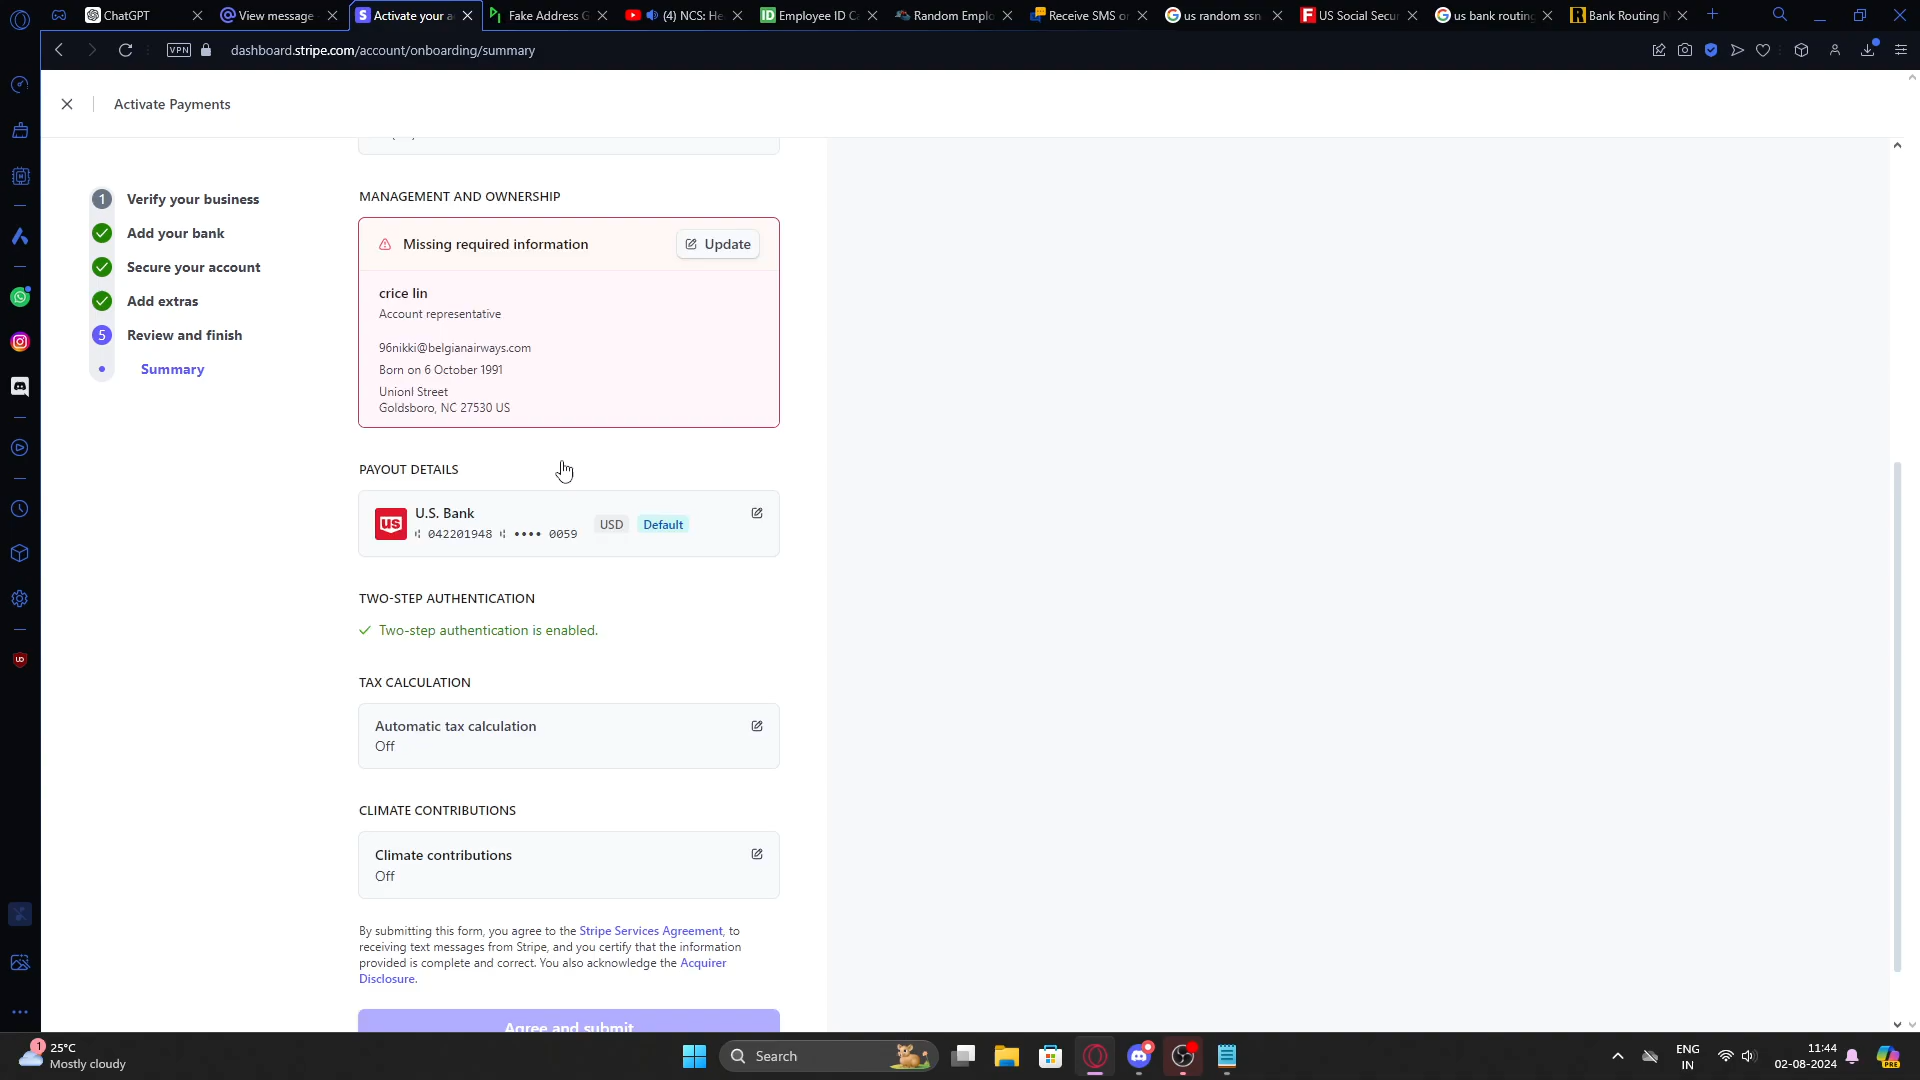 ChatGPT
View message
Activate your a
Fake Address G
(4) NCS: He
Employee ID C
Random Emplo
Receive SMS o
us random ssn
US Social Secur
us bank routing
Bank Routing N
VPN
dashboard.stripe.com/account/onboarding/summary
Activate Payments
1 Verify your business
Add your bank
Secure your account
Add extras
5 Review and finish
Summary
MANAGEMENT AND OWNERSHIP
Missing required information
Update
crice lin
Account representative
96nikki@belgianairways.com
Born on 6 October 1991
Unionl Street
Goldsboro, NC 27530 US
PAYOUT DETAILS
us
U.S. Bank
042201948 •••• 0059
USD
Default
TWO-STEP AUTHENTICATION
Two-step authentication is enabled.
TAX CALCULATION
Automatic tax calculation
Off
CLIMATE CONTRIBUTIONS
Climate contributions
Off
By submitting this form, you agree to the Stripe Services Agreement, to
receiving text messages from Stripe, and you certify that the information
provided is complete and correct. You also acknowledge the Acquirer
Disclosure.
Agree and submit
1
25°C
Mostly cloudy
Search
ENG
IN
11:44
02-08-2024
PRE